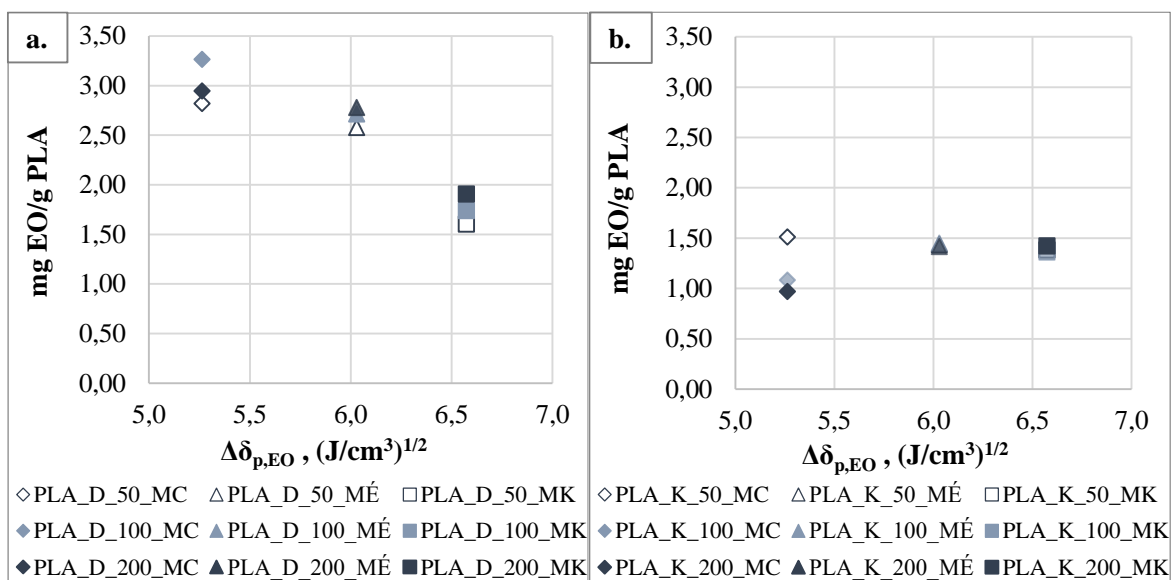 a.
mg EO/g PLA
3,50
3,00
2,50
2,00
1,50
1,00
0,50
0,00
5,0 5,5 6,0 6,5 7,0
Δδp,EO , (J/cm³)1/2
◇PLA_D_50_MC △PLA_D_50_MÉ □PLA_D_50_MK
◆PLA_D_100_MC ▲PLA_D_100_MÉ ■PLA_D_100_MK
◆PLA_D_200_MC ▲PLA_D_200_MÉ ■PLA_D_200_MK
b.
mg EO/g PLA
3,50
3,00
2,50
2,00
1,50
1,00
0,50
0,00
5,0 5,5 6,0 6,5 7,0
Δδp,EO , (J/cm³)1/2
◇PLA_K_50_MC △PLA_K_50_MÉ □PLA_K_50_MK
◆PLA_K_100_MC ▲PLA_K_100_MÉ ■PLA_K_100_MK
◆PLA_K_200_MC ▲PLA_K_200_MÉ ■PLA_K_200_MK